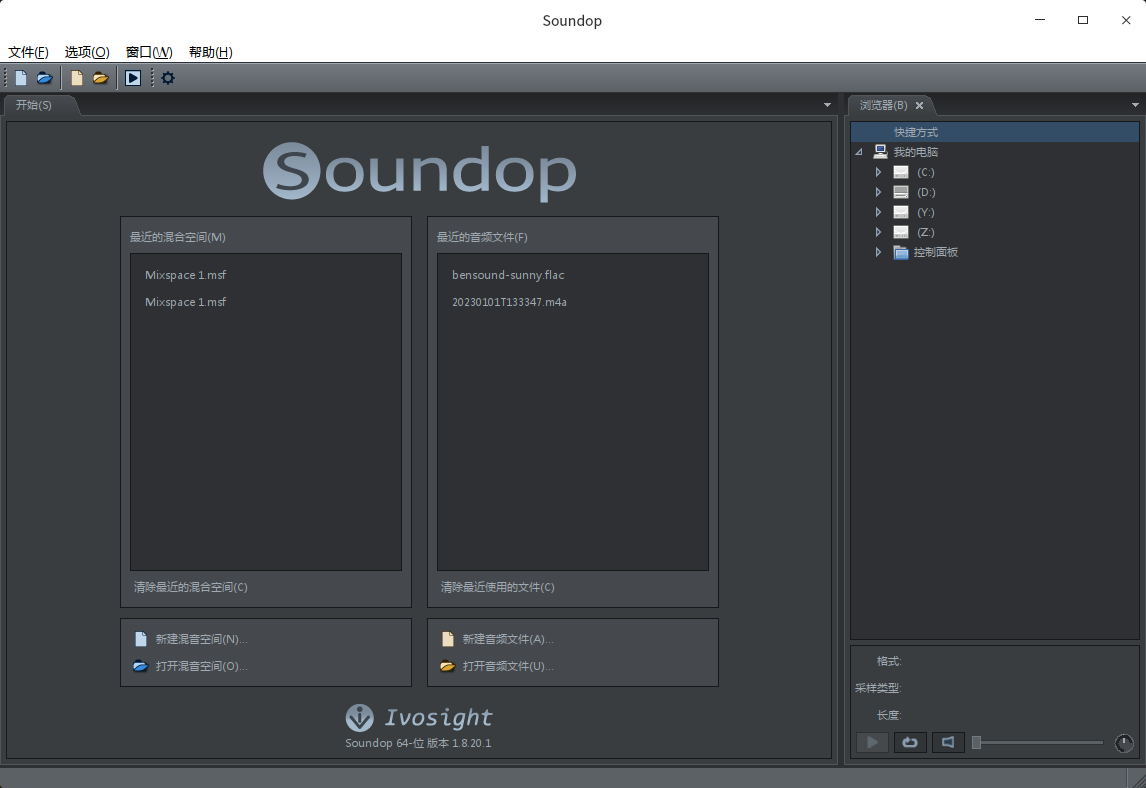 Soundop
文件(F) 选项(O) 窗口(W) 帮助(H)
开始(S)
浏览器(B)
Soundop
快捷方式
我的电脑
(C:)
(D:)
(Y:)
(Z:)
控制面板
最近的混合空间(M)
Mixspace 1.msf
Mixspace 1.msf
清除最近的混合空间(C)
最近的音频文件(F)
bensound-sunny.flac
20230101T133347.m4a
清除最近使用的文件(C)
新建混音空间(N)...
打开混音空间(O)...
新建音频文件(A)...
打开音频文件(U)...
Ivosight
Soundop 64-位 版本 1.8.20.1
格式:
采样类型:
长度: